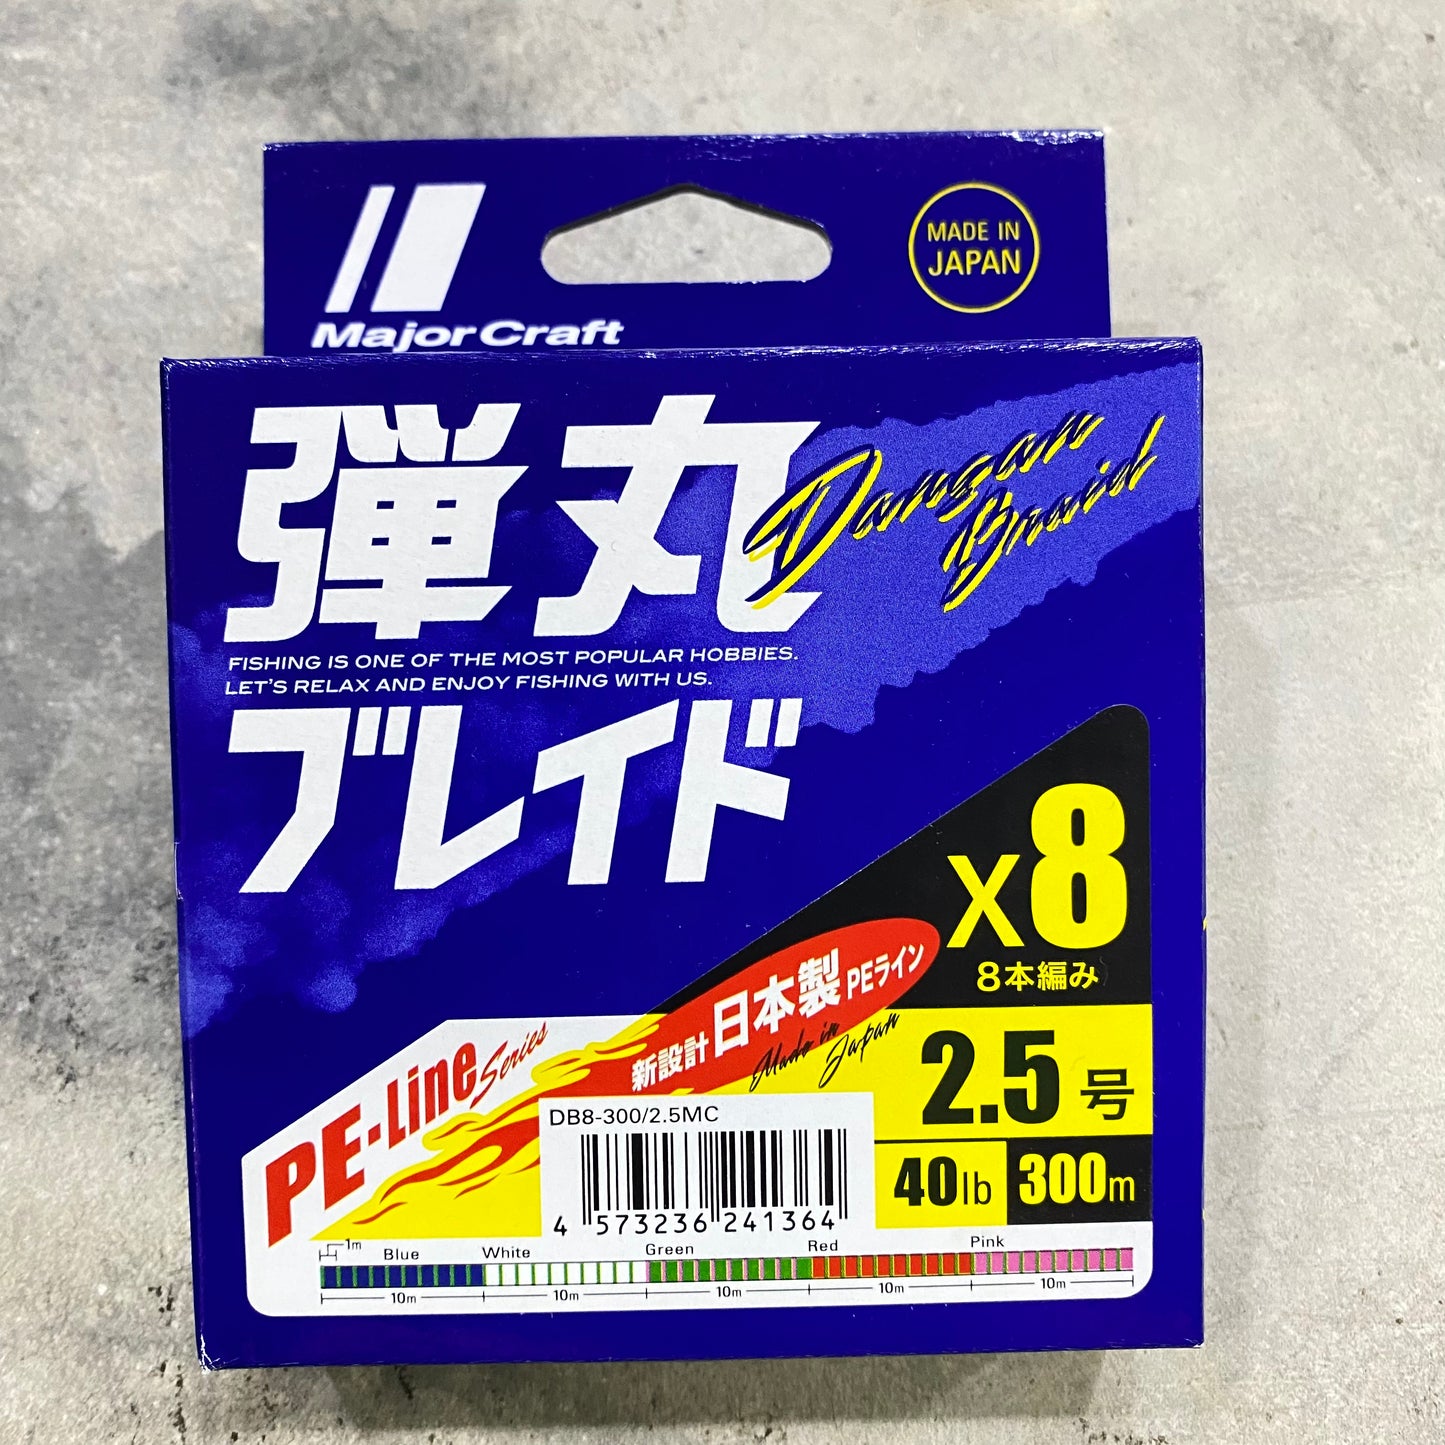 Major Craft
MADE IN
JAPAN
弾丸
Dangan
Braid
FISHING IS ONE OF THE MOST POPULAR HOBBIES.
LET'S RELAX AND ENJOY FISHING WITH US.
ブレイド
X8
8本編み
新設計 日本製 PEライン
Made in Japan
PE-Line Series
2.5号
40lb
300m
DB8-300/2.5MC
4 573236 241364
1m
Blue White Green Red Pink
10m 10m 10m 10m 10m